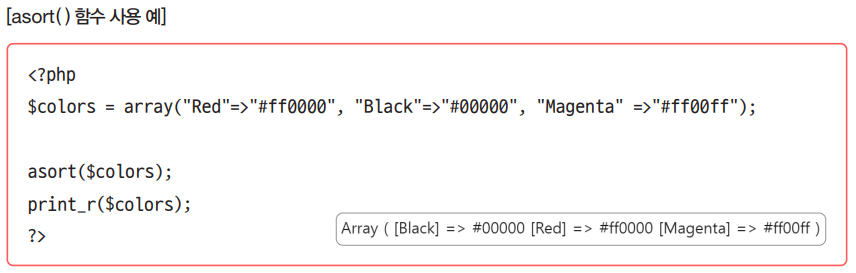 [asort( ) 함수 사용 예]
<?php
$colors = array("Red"=>"#ff0000", "Black"=>"#00000", "Magenta" =>"#ff00ff");
asort($colors);
print_r($colors);
?>
Array ( [Black] => #00000 [Red] => #ff0000 [Magenta] => #ff00ff )